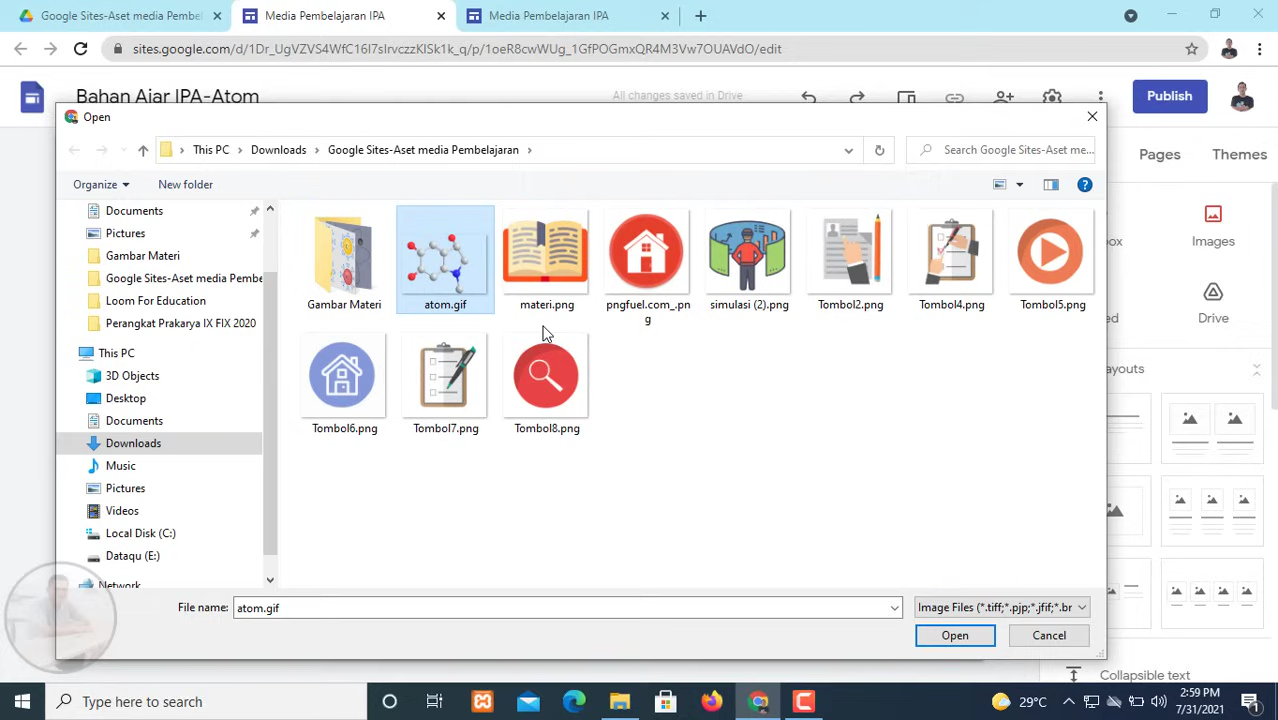 Google Sites-Aset media Pembel
Media Pembelajaran IPA
Media Pembelajaran IPA
sites.google.com/d/1Dr_UgVZVS4WfC16I7sIrvczzKISk1k_q/p/1oeR8cwWUg_1GfPOGmxQR4M3Vw7OUAVdO/edit
Bahan Ajar IPA-Atom
All changes saved in Drive
Publish
Open
This PC
Downloads
Google Sites-Aset media Pembelajaran
Search Google Sites-Aset me...
Pages
Themes
Organize
New folder
Documents
Pictures
Gambar Materi
Google Sites-Aset media Pembe
Loom For Education
Perangkat Prakarya IX FIX 2020
This PC
3D Objects
Desktop
Documents
Downloads
Music
Pictures
Videos
Local Disk (C:)
Dataqu (E:)
Network
Gambar Materi
atom.gif
materi.png
pngfuel.com_.pn
g
simulasi (2).png
Tombol2.png
Tombol4.png
Tombol5.png
Tombol6.png
Tombol7.png
Tombol8.png
Images
Drive
ayouts
Collapsible text
File name:
atom.gif
Image Files (*.tiff;*.pjp;*.jfif;*.br
Open
Cancel
Type here to search
29°C
2:59 PM
7/31/2021